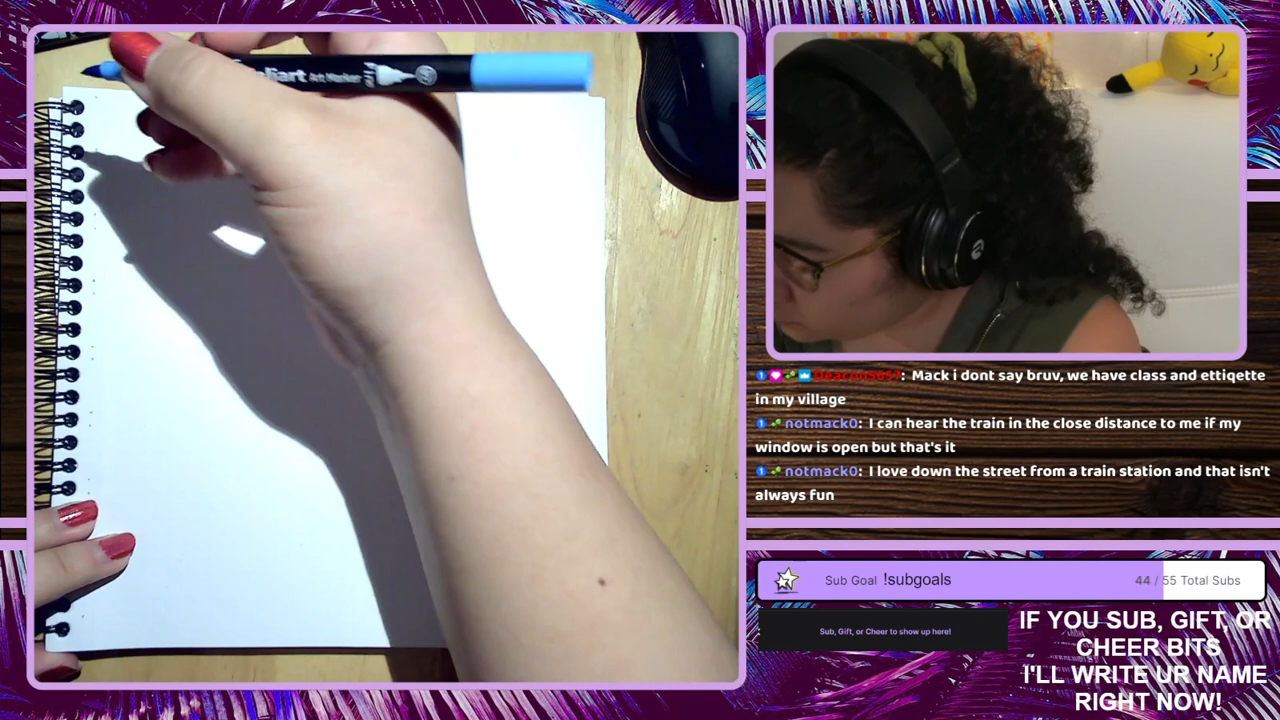 Art Marker
Deacon5657: Mack i dont say bruv, we have class and ettiqette
in my village
notmack0: I can hear the train in the close distance to me if my
window is open but that's it
notmack0: I love down the street from a train station and that isn't
always fun
Sub Goal !subgoals 44 / 55 Total Subs
Sub, Gift, or Cheer to show up here!
IF YOU SUB, GIFT, OR
CHEER BITS
I'LL WRITE UR NAME
RIGHT NOW!